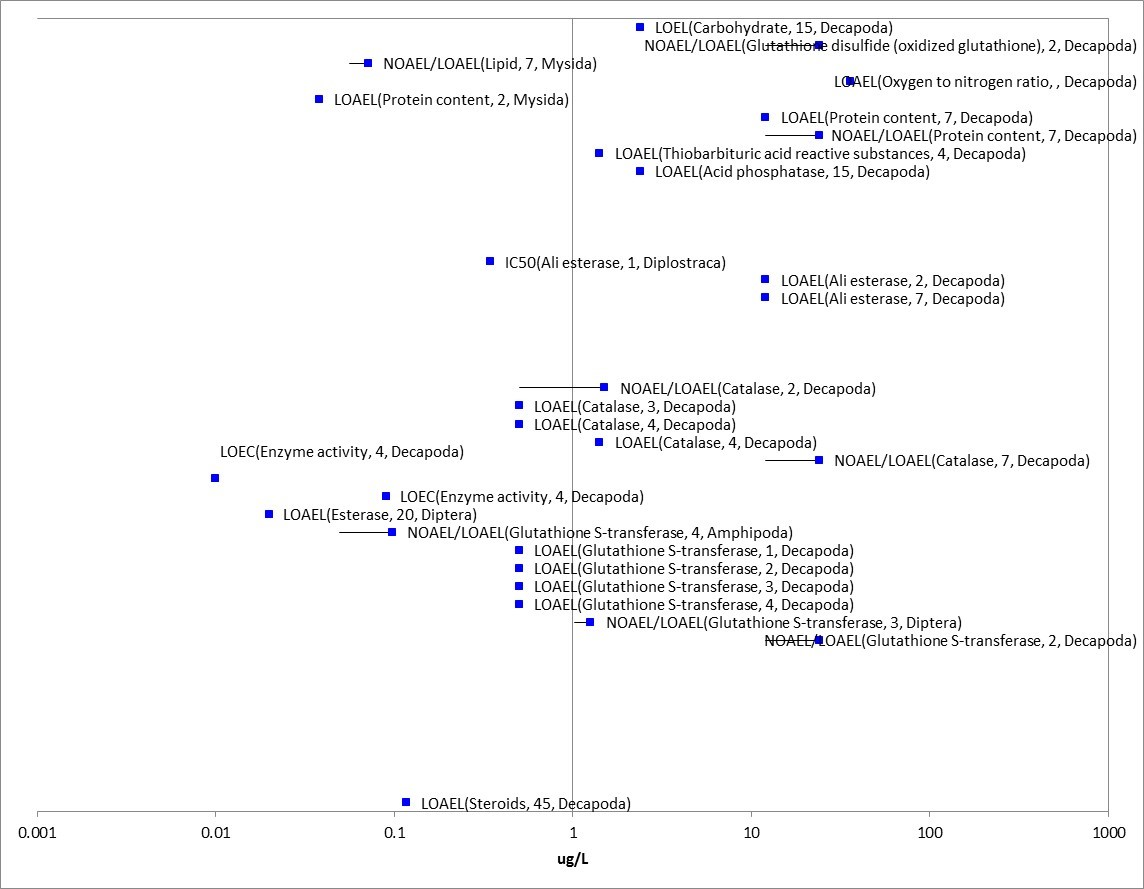 LOEL(Carbohydrate, 15, Decapoda)
NOAEL/LOAEL(Glutathione disulfide (oxidized glutathione), 2, Decapoda)
NOAEL/LOAEL(Lipid, 7, Mysida)
LOAEL(Oxygen to nitrogen ratio, , Decapoda)
LOAEL(Protein content, 2, Mysida)
LOAEL(Protein content, 7, Decapoda)
NOAEL/LOAEL(Protein content, 7, Decapoda)
LOAEL(Thiobarbituric acid reactive substances, 4, Decapoda)
LOAEL(Acid phosphatase, 15, Decapoda)
IC50(Ali esterase, 1, Diplostraca)
LOAEL(Ali esterase, 2, Decapoda)
LOAEL(Ali esterase, 7, Decapoda)
NOAEL/LOAEL(Catalase, 2, Decapoda)
LOAEL(Catalase, 3, Decapoda)
LOAEL(Catalase, 4, Decapoda)
LOAEL(Catalase, 4, Decapoda)
LOEC(Enzyme activity, 4, Decapoda)
NOAEL/LOAEL(Catalase, 7, Decapoda)
LOEC(Enzyme activity, 4, Decapoda)
LOAEL(Esterase, 20, Diptera)
NOAEL/LOAEL(Glutathione S-transferase, 4, Amphipoda)
LOAEL(Glutathione S-transferase, 1, Decapoda)
LOAEL(Glutathione S-transferase, 2, Decapoda)
LOAEL(Glutathione S-transferase, 3, Decapoda)
LOAEL(Glutathione S-transferase, 4, Decapoda)
NOAEL/LOAEL(Glutathione S-transferase, 3, Diptera)
NOAEL/LOAEL(Glutathione S-transferase, 2, Decapoda)
LOAEL(Steroids, 45, Decapoda)
0.001 0.01 0.1 1 10 100 1000
ug/L